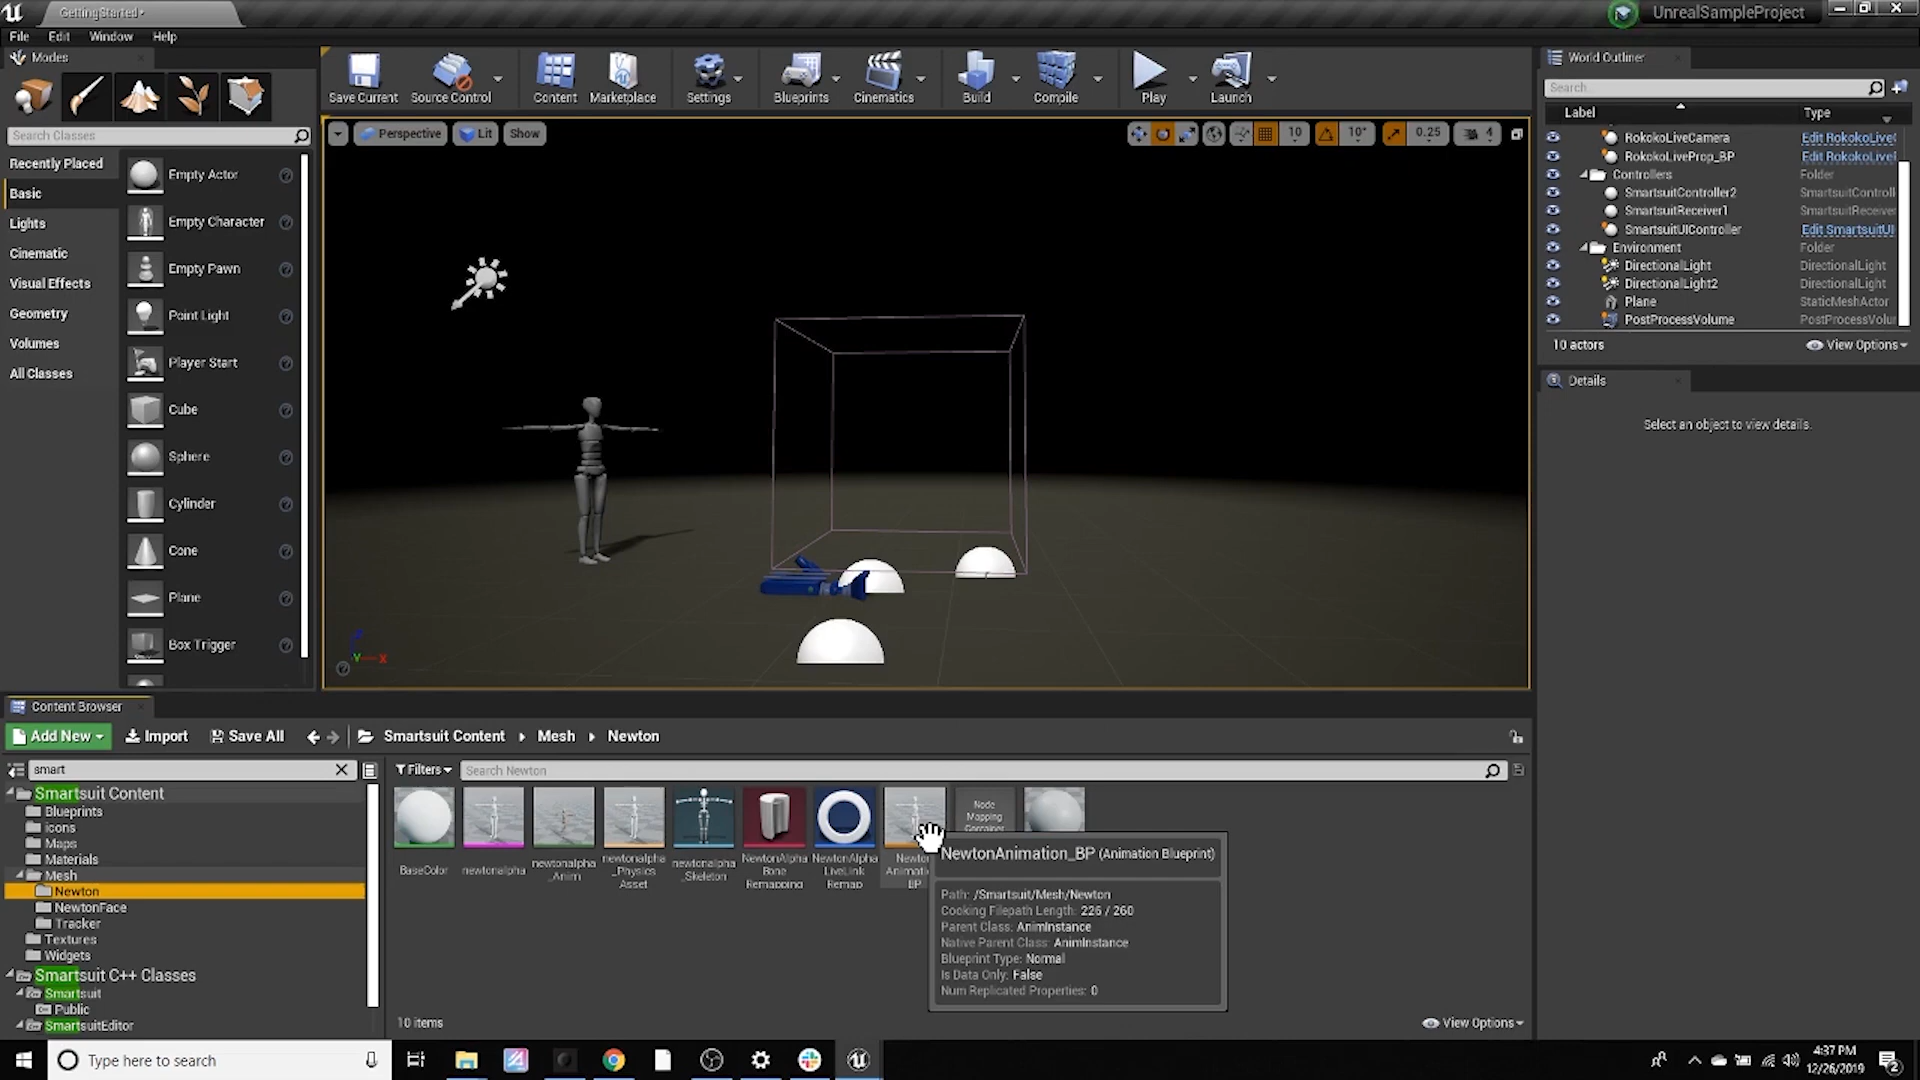 GettingStarted•
UnrealSampleProject
File
Edit
Window
Help
Modes
Search Classes
Recently Placed
Basic
Lights
Cinematic
Visual Effects
Geometry
Volumes
All Classes
Empty Actor
Empty Character
Empty Pawn
Point Light
Player Start
Cube
Sphere
Cylinder
Cone
Plane
Box Trigger
Save Current
Source Control
Content
Marketplace
Settings
Blueprints
Cinematics
Build
Compile
Play
Launch
Perspective
Lit
Show
10
10°
0.25
4
X
Y
World Outliner
Search
Label
Type
RokokoLiveCamera
Edit RokokoLive
RokokoLiveProp_BP
Edit RokokoLive
Controllers
Folder
SmartsuitController2
SmartsuitControll
SmartsuitReceiver1
SmartsuitReceive
SmartsuitUIController
Edit SmartsuitUI
Environment
Folder
DirectionalLight
DirectionalLight
DirectionalLight2
DirectionalLight
Plane
StaticMeshActor
PostProcessVolume
PostProcessVolu
10 actors
View Options
Details
Select an object to view details.
Content Browser
Add New
Import
Save All
Smartsuit Content
Mesh
Newton
smart
Filters
Search Newton
Smartsuit Content
Blueprints
icons
Maps
Materials
Mesh
Newton
NewtonFace
Tracker
Textures
Widgets
Smartsuit C++ Classes
Smartsuit
Public
SmartsuitEditor
BaseColor
newtonalpha
newtonalpha
_Anim
newtonalpha
_Physics
Asset
newtonalpha
_Skeleton
NewtonAlpha
Bone
Remapping
NewtonAlpha
LiveLink
Remap
Newton
Animati
BP
Node
Mapping
Container
NewtonAnimation_BP (Animation Blueprint)
Path: /Smartsuit/Mesh/Newton
Cooking Filepath Length: 226 / 260
Parent Class: AnimInstance
Native Parent Class: AnimInstance
Blueprint Type: Normal
Is Data Only: False
Num Replicated Properties: 0
10 items
View Options
Type here to search
4:37 PM
12/26/2019
2